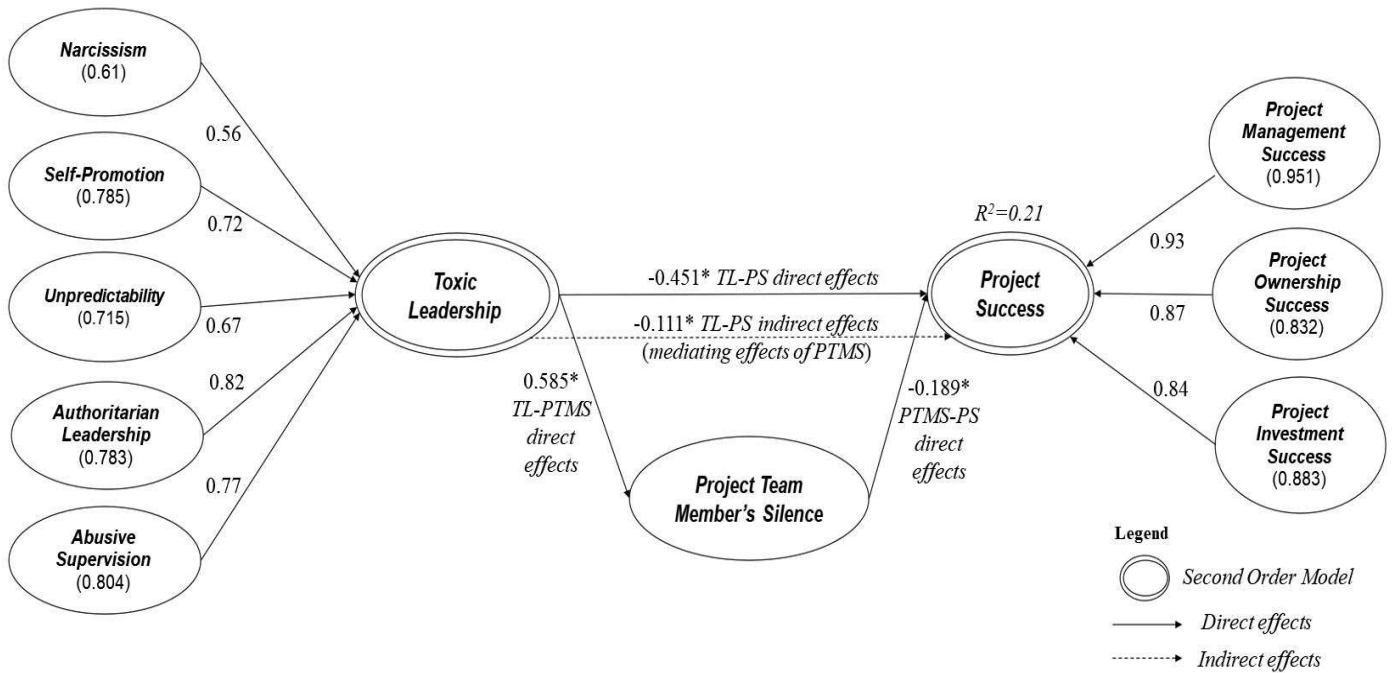 Narcissism
(0.61)
0.56
Self-Promotion
(0.785)
0.72
Unpredictability
(0.715)
0.67
Authoritarian
Leadership
(0.783)
0.82
Abusive
Supervision
(0.804)
0.77
Toxic
Leadership
-0.451* TL-PS direct effects
-0.111* TL-PS indirect effects
(mediating effects of PTMS)
0.585*
TL-PTMS
direct
effects
Project Team
Member's Silence
-0.189*
PTMS-PS
direct
effects
R²=0.21
Project
Success
Project
Management
Success
(0.951)
0.93
Project
Ownership
Success
(0.832)
0.87
Project
Investment
Success
(0.883)
0.84
Legend
Second Order Model
Direct effects
Indirect effects